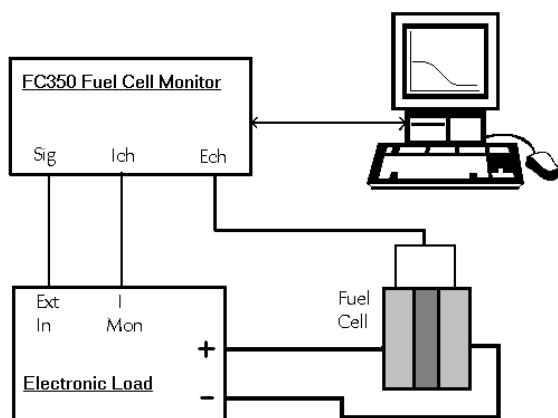 FC350 Fuel Cell Monitor
Sig Ich Ech
Ext In
I Mon
Fuel Cell
+
Electronic Load
−